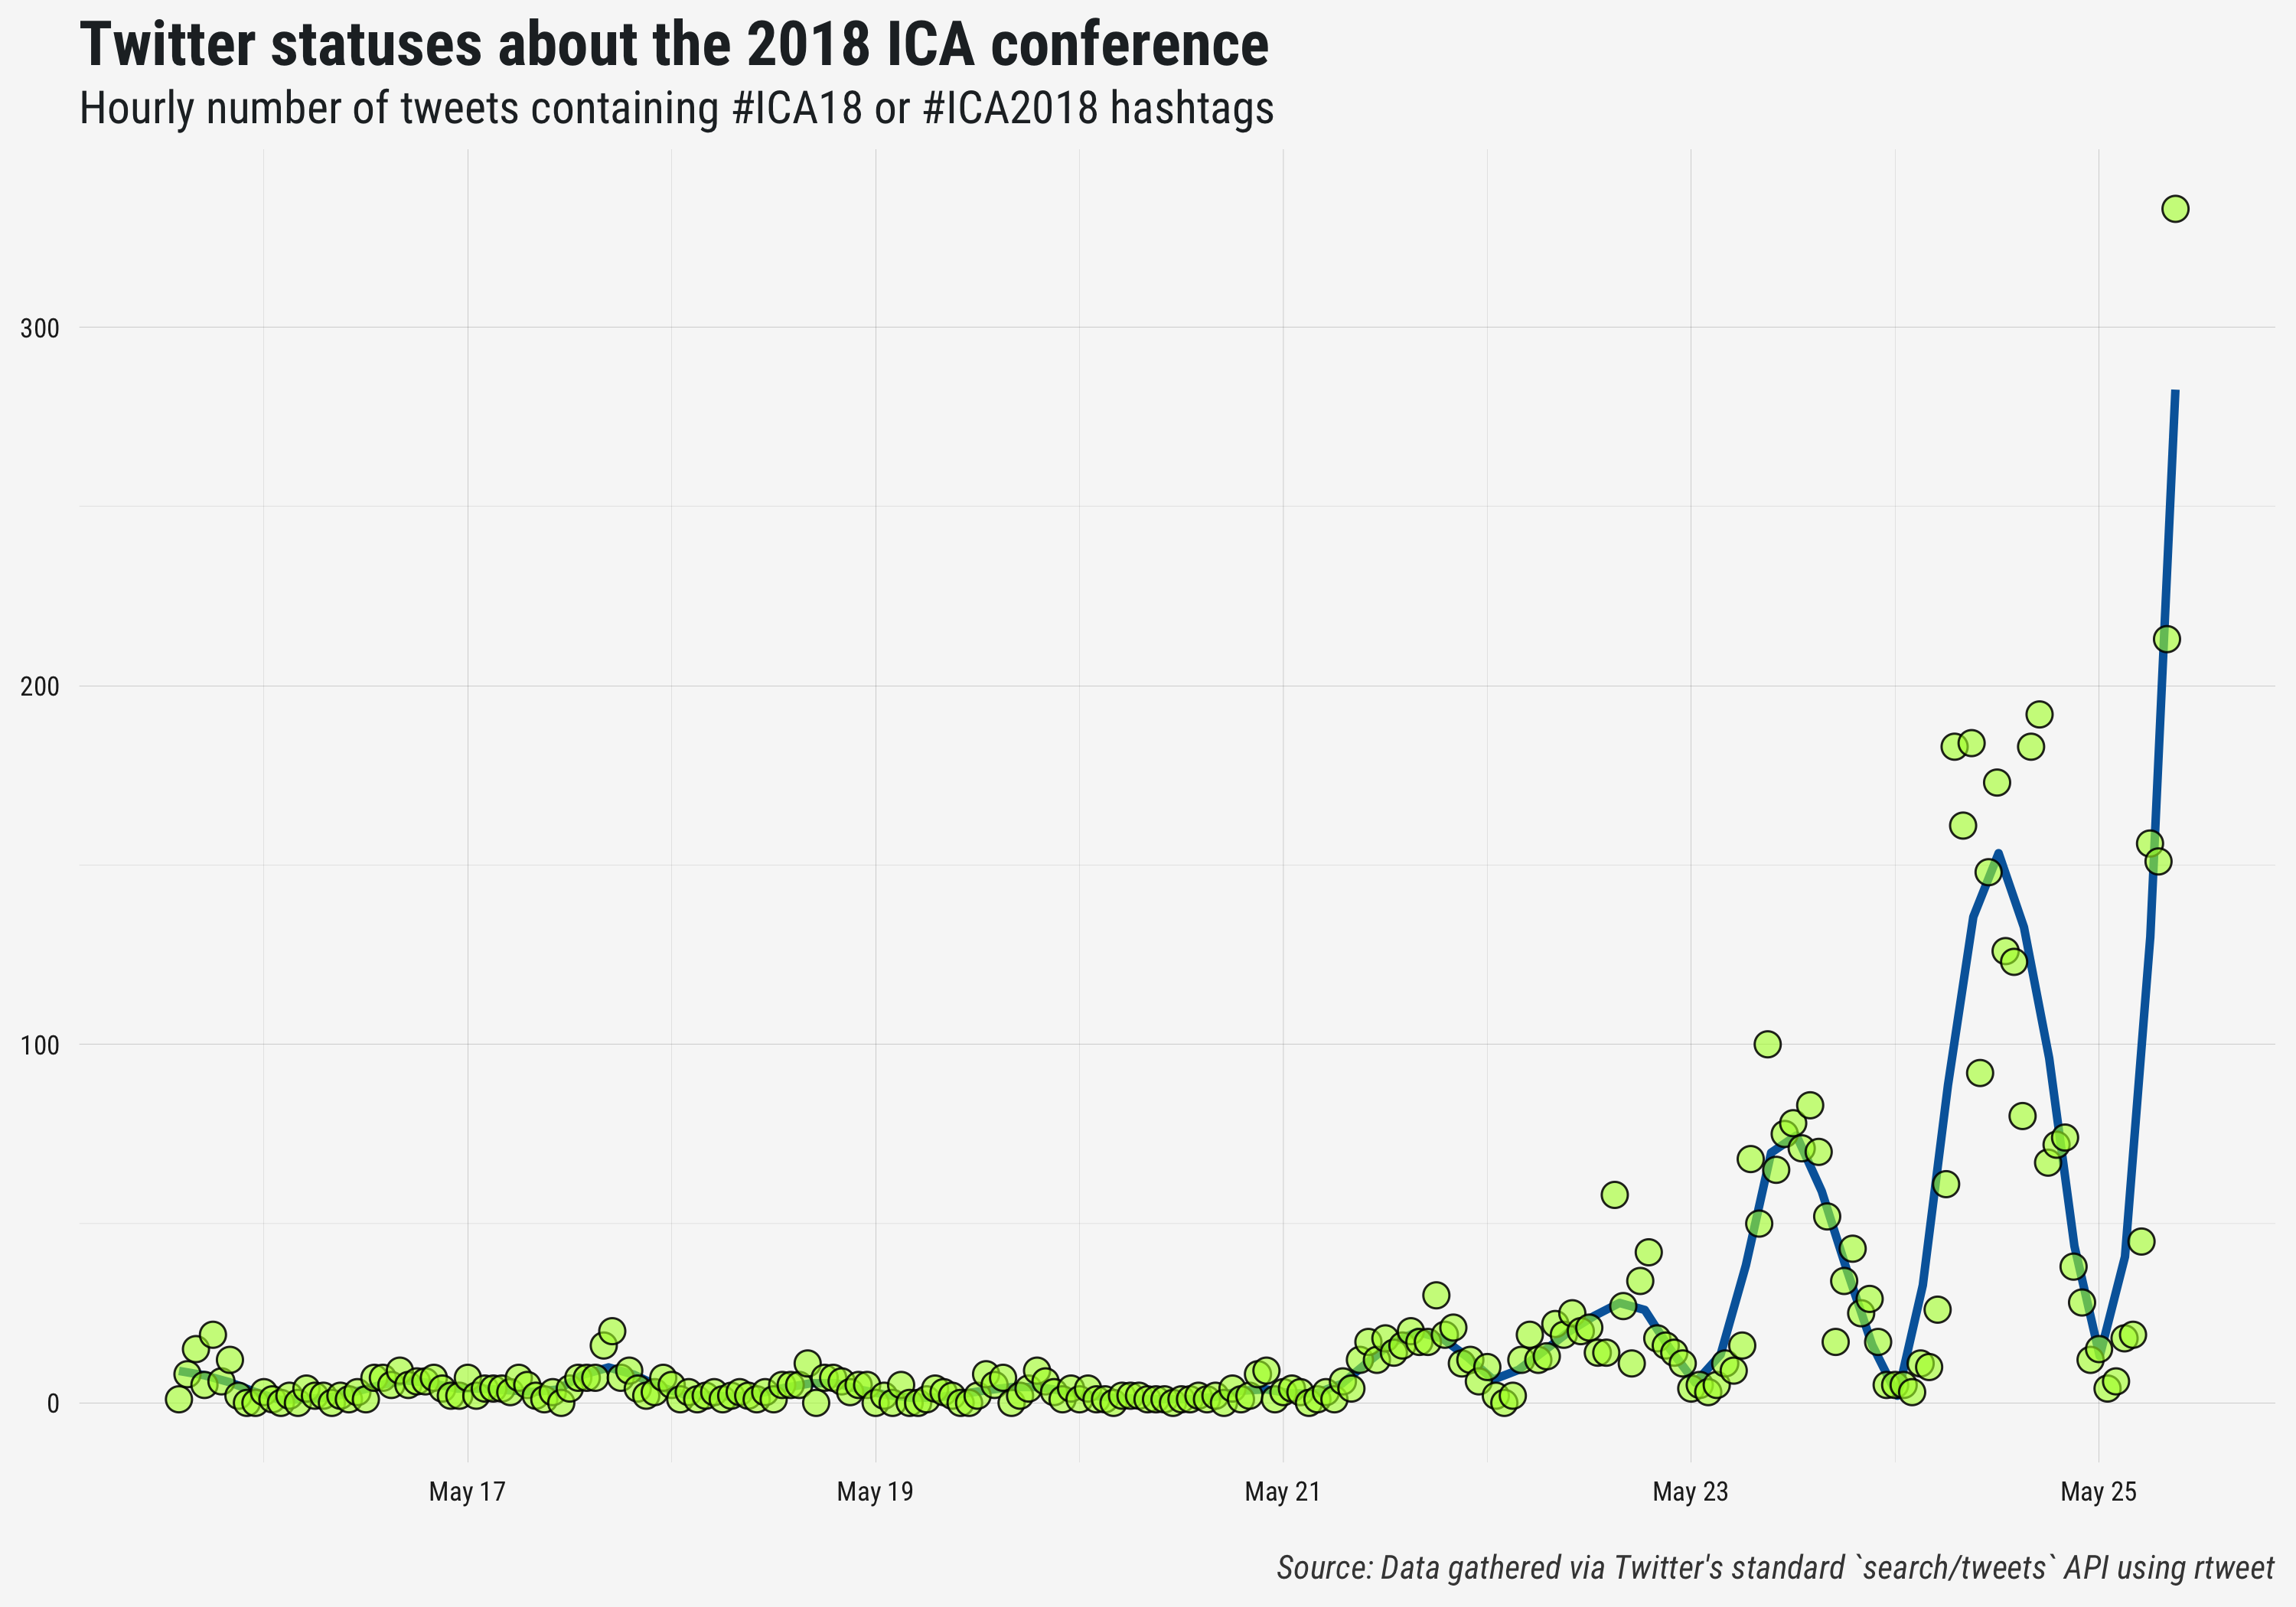 Twitter statuses about the 2018 ICA conference
Hourly number of tweets containing #ICA18 or #ICA2018 hashtags
300
200
100
0
May 17
May 19
May 21
May 23
May 25
Source: Data gathered via Twitter's standard `search/tweets` API using rtweet